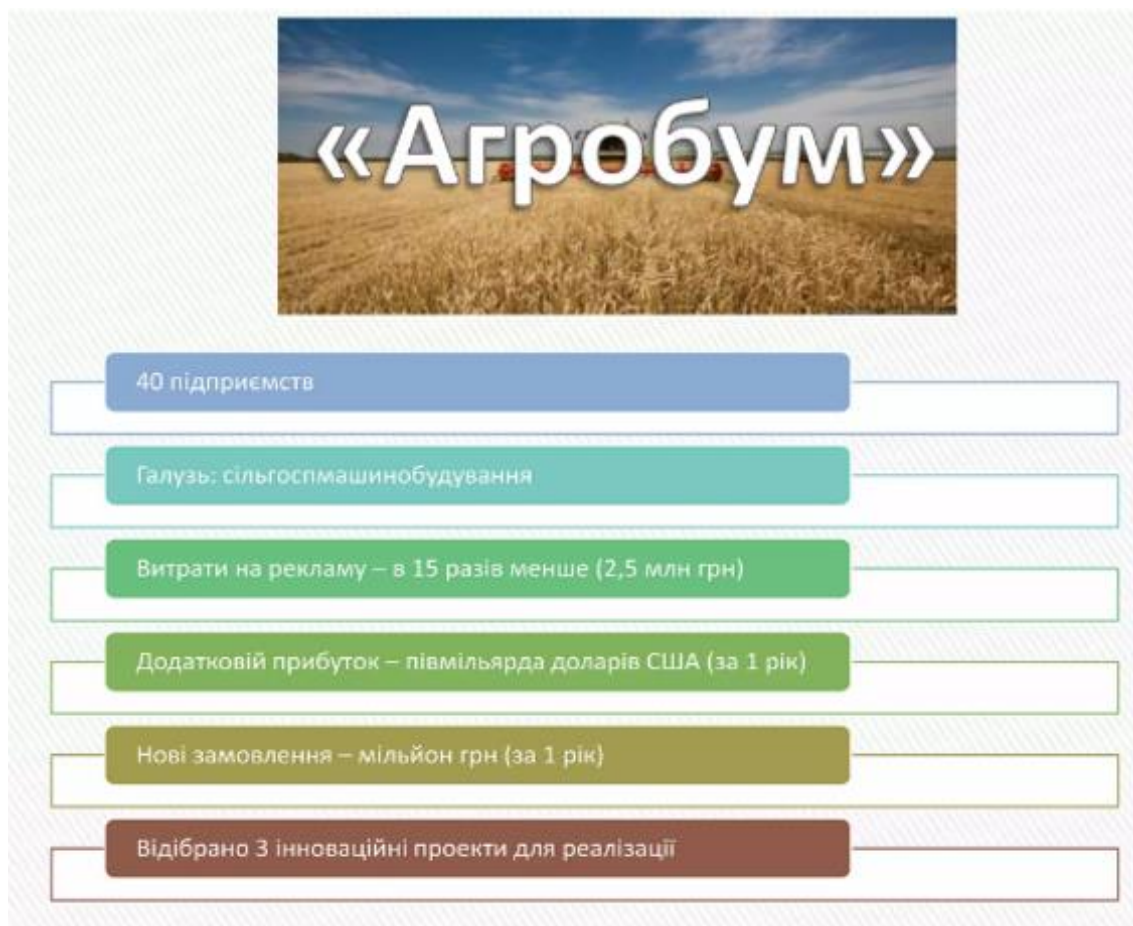 «Агробум»
40 підприємств
Галузь: сільгоспмашинобудування
Витрати на рекламу – в 15 разів менше (2,5 млн грн)
Додатковій прибуток – півмільярда доларів США (за 1 рік)
Нові замовлення – мільйон грн (за 1 рік)
Відібрано 3 інноваційні проекти для реалізації